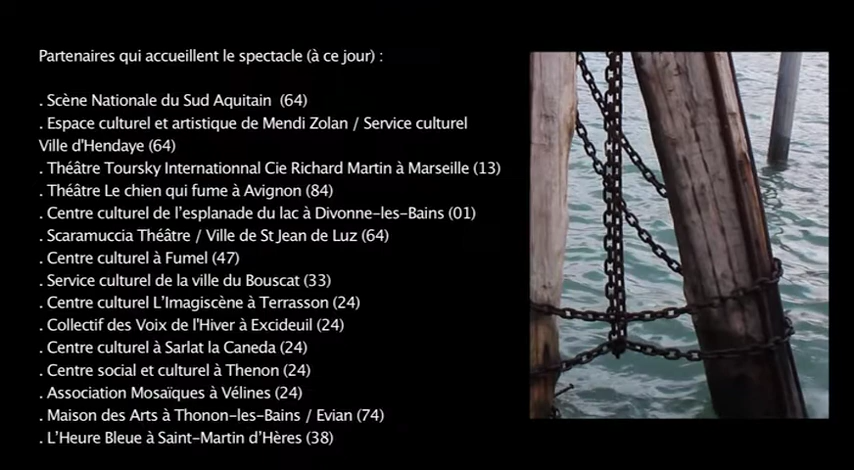 Partenaires qui accueillent le spectacle (à ce jour) :
. Scène Nationale du Sud Aquitain (64)
. Espace culturel et artistique de Mendi Zolan / Service culturel
Ville d'Hendaye (64)
. Théâtre Toursky Internationnal Cie Richard Martin à Marseille (13)
. Théâtre Le chien qui fume à Avignon (84)
. Centre culturel de l'esplanade du lac à Divonne-les-Bains (01)
. Scaramuccia Théâtre / Ville de St Jean de Luz (64)
. Centre culturel à Fumel (47)
. Service culturel de la ville du Bouscat (33)
. Centre culturel L'Imagiscène à Terrasson (24)
. Collectif des Voix de l'Hiver à Excideuil (24)
. Centre culturel à Sarlat la Caneda (24)
. Centre social et culturel à Thenon (24)
. Association Mosaïques à Vélines (24)
. Maison des Arts à Thonon-les-Bains / Evian (74)
. L'Heure Bleue à Saint-Martin d'Hères (38)